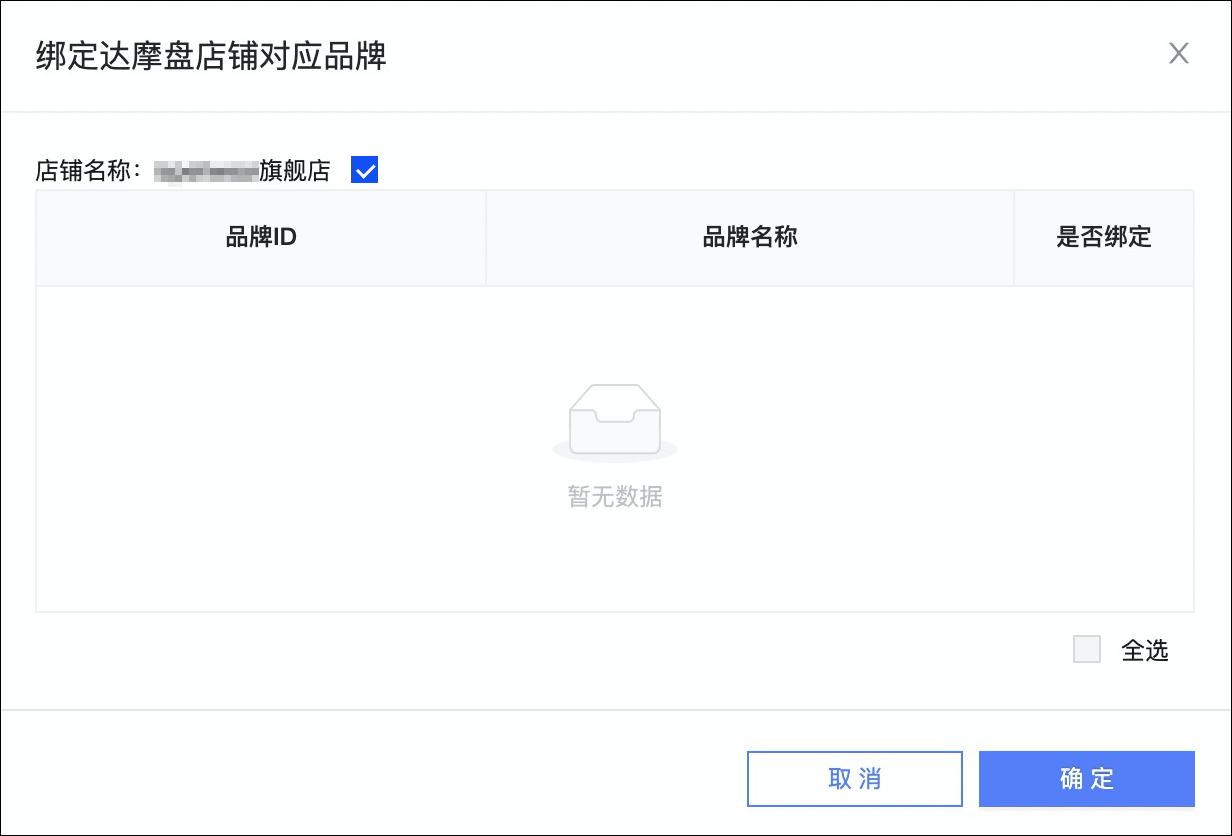 绑定达摩盘店铺对应品牌
店铺名称：旗舰店
品牌ID 品牌名称 是否绑定
暂无数据
全选
取 消 确 定